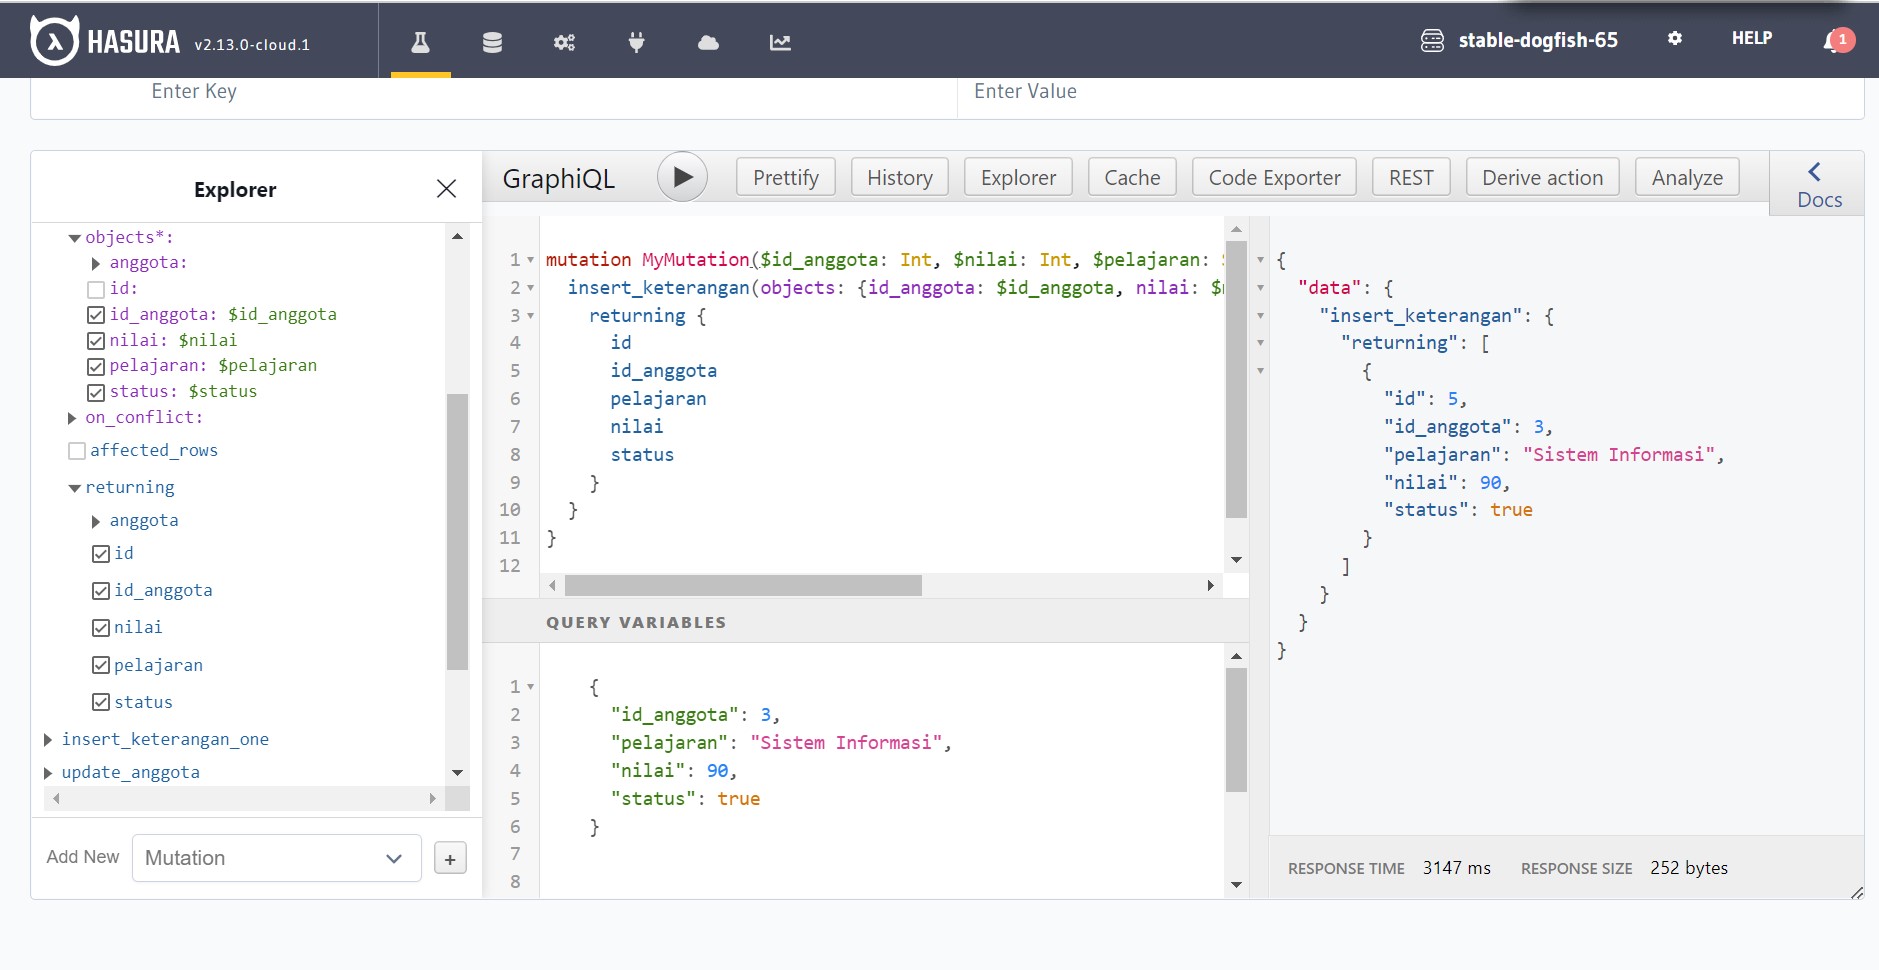 HASURA v2.13.0-cloud.1
stable-dogfish-65 HELP 1
Enter Key Enter Value
Explorer
objects*:
anggota:
id:
id_anggota: $id_anggota
nilai: $nilai
pelajaran: $pelajaran
status: $status
on_conflict:
affected_rows
returning
anggota
id
id_anggota
nilai
pelajaran
status
insert_keterangan_one
update_anggota
Add New Mutation +
GraphiQL Prettify History Explorer Cache Code Exporter REST Derive action Analyze Docs
1 mutation MyMutation($id_anggota: Int, $nilai: Int, $pelajaran:
2 insert_keterangan(objects: {id_anggota: $id_anggota, nilai:
3 returning {
4 id
5 id_anggota
6 pelajaran
7 nilai
8 status
9 }
10 }
11 }
12
QUERY VARIABLES
1 {
2 "id_anggota": 3,
3 "pelajaran": "Sistem Informasi",
4 "nilai": 90,
5 "status": true
6 }
7
8
{
"data": {
"insert_keterangan": {
"returning": [
{
"id": 5,
"id_anggota": 3,
"pelajaran": "Sistem Informasi",
"nilai": 90,
"status": true
}
]
}
}
}
RESPONSE TIME 3147 ms RESPONSE SIZE 252 bytes